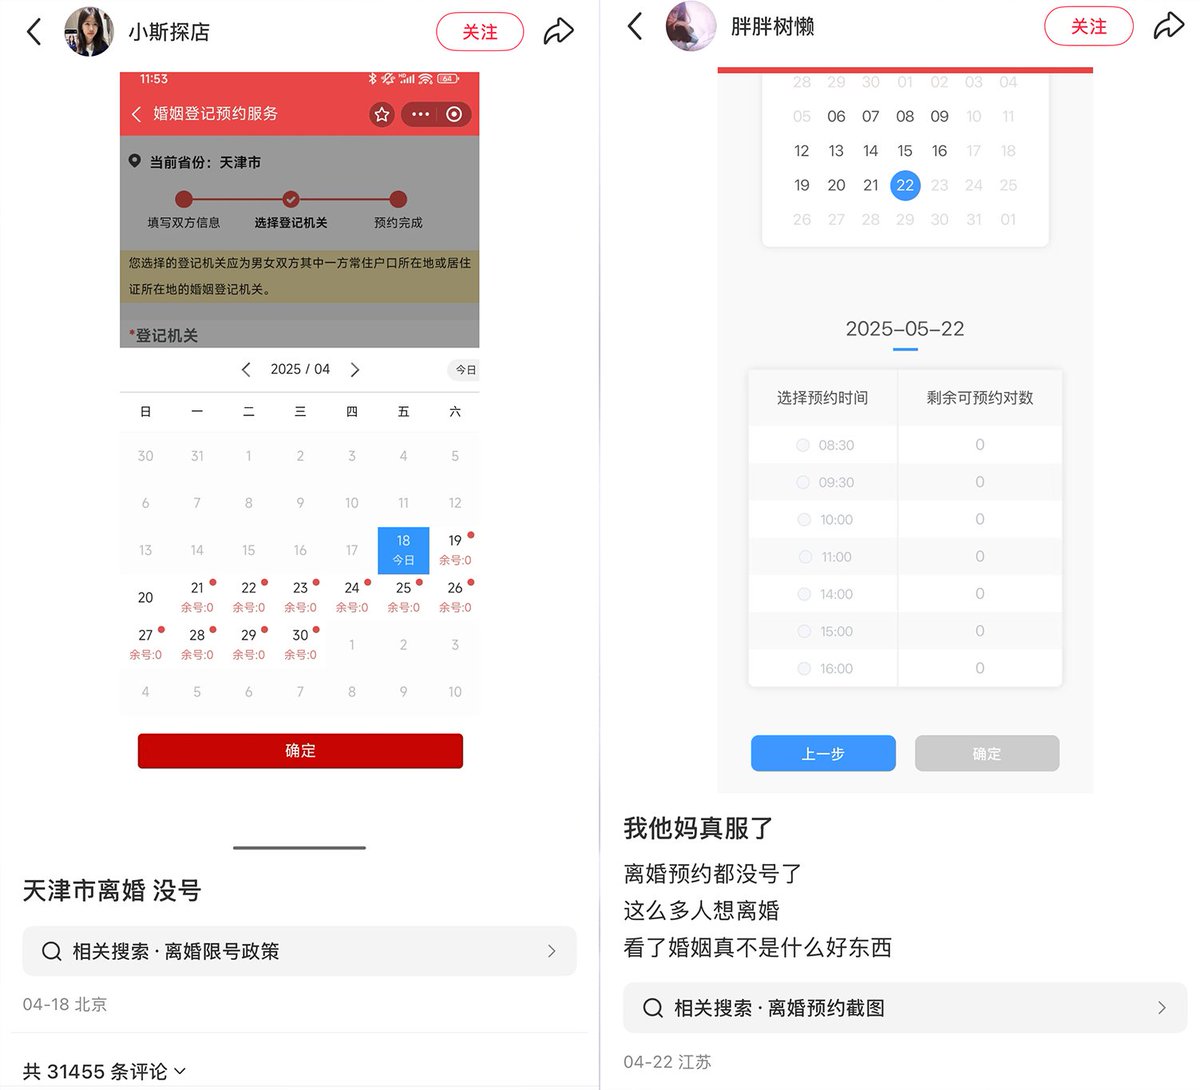 小斯探店
关注
11:53
64
婚姻登记预约服务
当前省份：天津市
填写双方信息 选择登记机关 预约完成
您选择的登记机关应为男女双方其中一方常住户口所在地或居住
证所在地的婚姻登记机关。
*登记机关
2025 / 04
今日
日 一 二 三 四 五 六
30 31 1 2 3 4 5
6 7 8 9 10 11 12
13 14 15 16 17 18 19
今日 余号:0
20 21 22 23 24 25 26
余号:0 余号:0 余号:0 余号:0 余号:0 余号:0
27 28 29 30 1 2 3
余号:0 余号:0 余号:0 余号:0
4 5 6 7 8 9 10
确定
天津市离婚 没号
相关搜索 · 离婚限号政策
04-18 北京
共 31455 条评论
胖胖树懒
关注
28 29 30 01 02 03 04
05 06 07 08 09 10 11
12 13 14 15 16 17 18
19 20 21 22 23 24 25
26 27 28 29 30 31 01
2025-05-22
选择预约时间 剩余可预约对数
08:30 0
09:30 0
10:00 0
11:00 0
14:00 0
15:00 0
16:00 0
上一步 确定
我他妈真服了
离婚预约都没号了
这么多人想离婚
看了婚姻真不是什么好东西
相关搜索 · 离婚预约截图
04-22 江苏